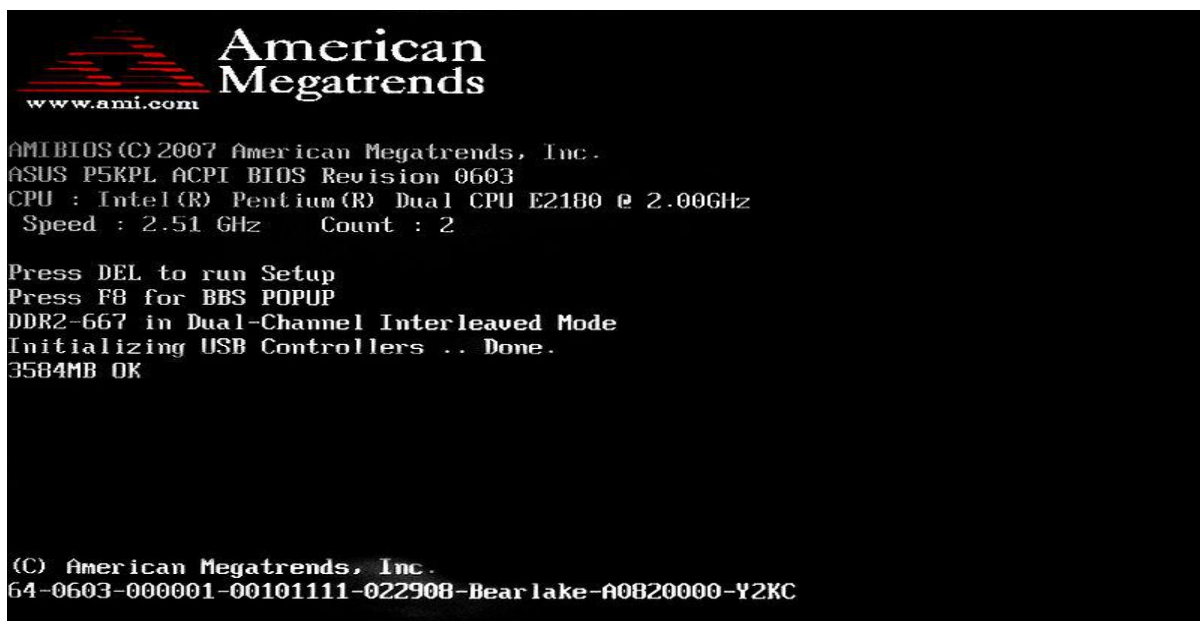 American
Megatrends
www.ami.com
AMIBIOS(C)2007 American Megatrends, Inc.
ASUS P5KPL ACPI BIOS Revision 0603
CPU : Intel(R) Pentium(R) Dual CPU E2180 @ 2.00GHz
Speed : 2.51 GHz Count : 2
Press DEL to run Setup
Press F8 for BBS POPUP
DDR2-667 in Dual-Channel Interleaved Mode
Initializing USB Controllers .. Done.
3584MB OK
(C) American Megatrends, Inc.
64-0603-000001-00101111-022908-Bearlake-A0820000-Y2KC